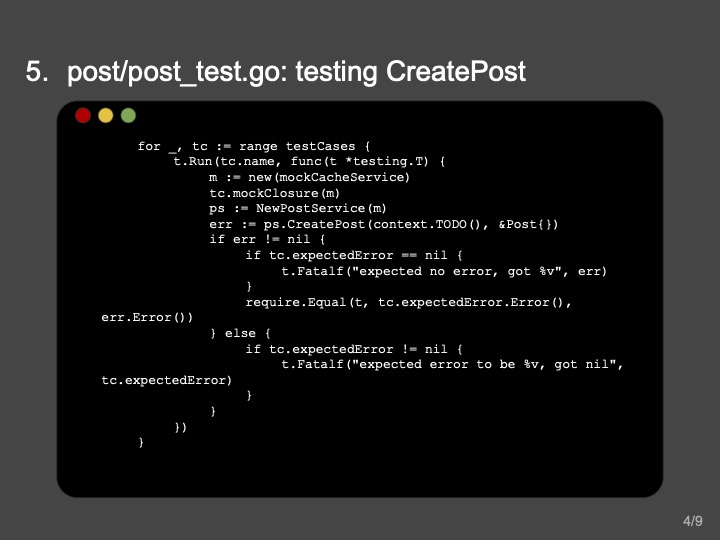 5. post/post_test.go: testing CreatePost
for _, tc := range testCases {
t.Run(tc.name, func(t *testing.T) {
m := new(mockCacheService)
tc.mockClosure(m)
ps := NewPostService(m)
err := ps.CreatePost(context.TODO(), &Post{})
if err != nil {
if tc.expectedError == nil {
t.Fatalf("expected no error, got %v", err)
}
require.Equal(t, tc.expectedError.Error(),
err.Error())
} else {
if tc.expectedError != nil {
t.Fatalf("expected error to be %v, got nil",
tc.expectedError)
}
}
})
}
4/9